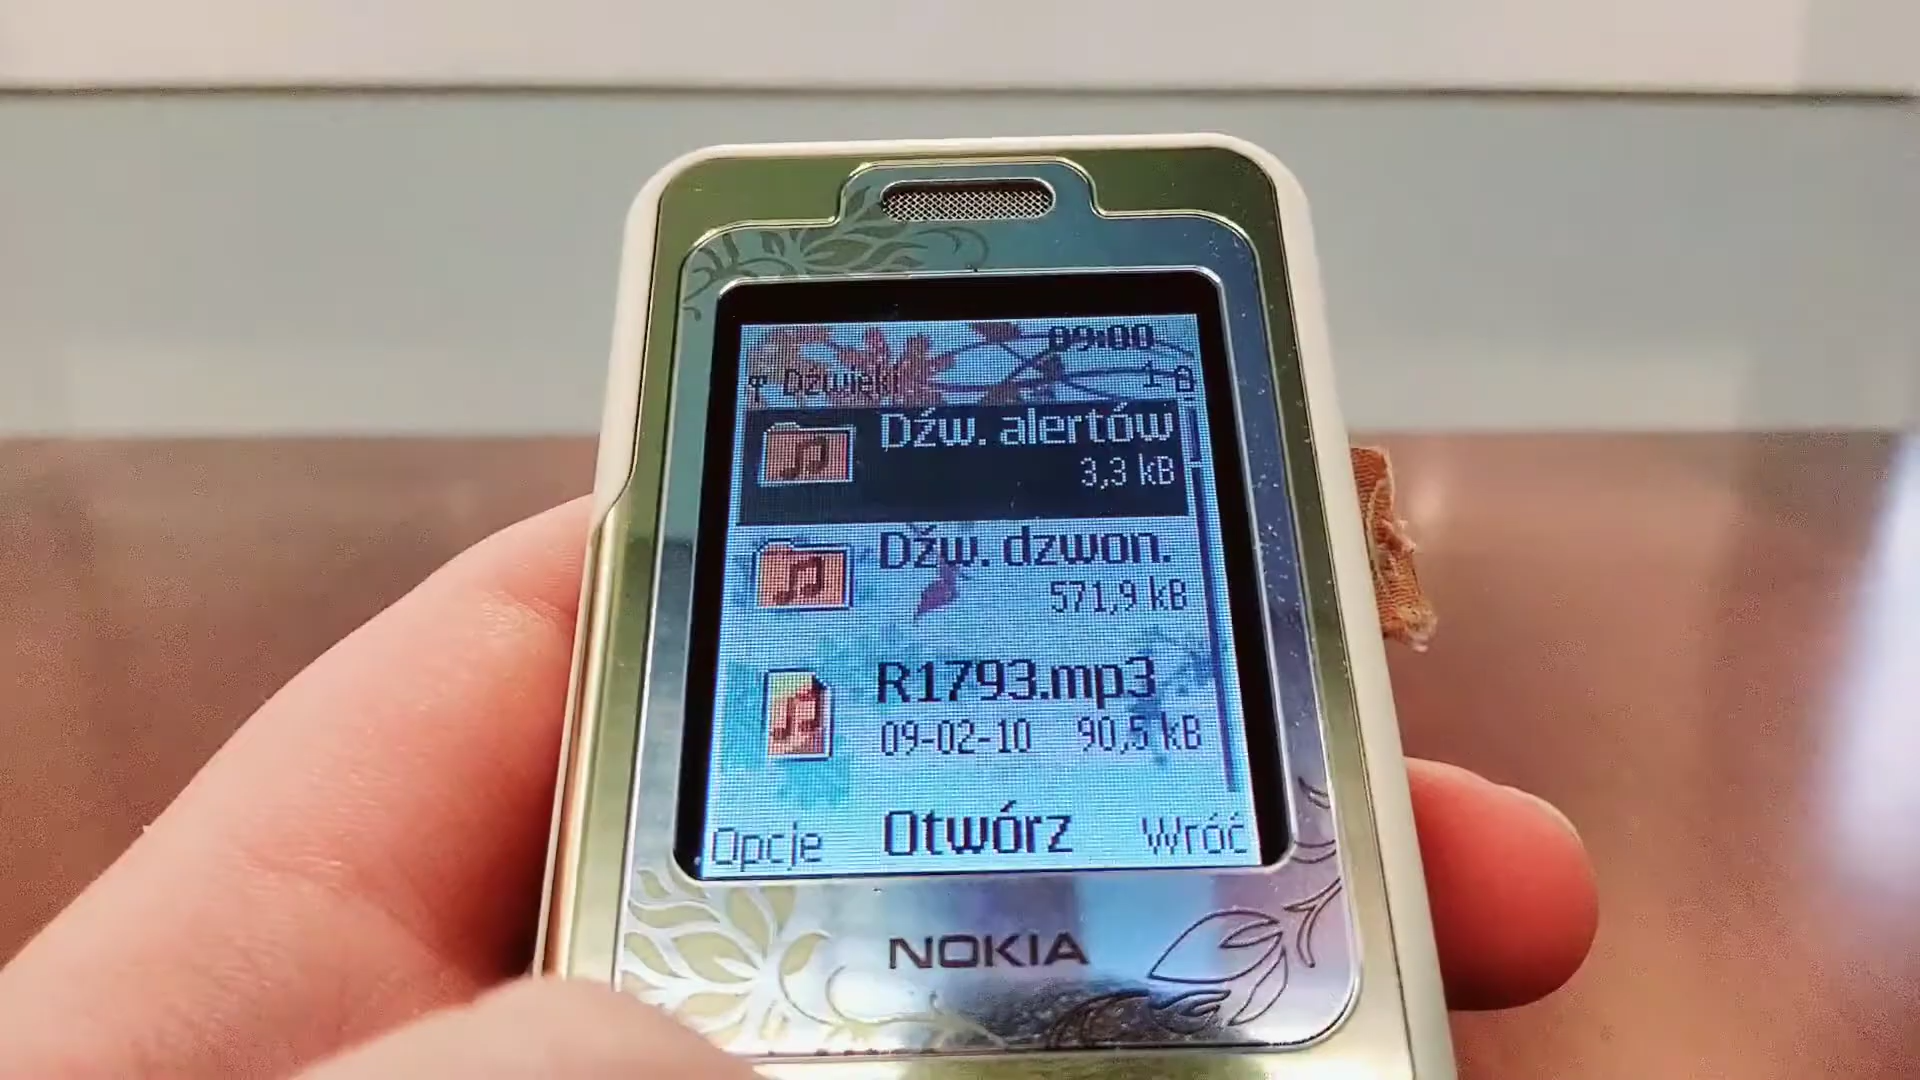 09:00
Dźwięki 1
Dźw. alertów
3,3 kB
Dźw. dzwon.
571,9 kB
R1793.mp3
09-02-10 90,5 kB
Opcje Otwórz Wróć
NOKIA